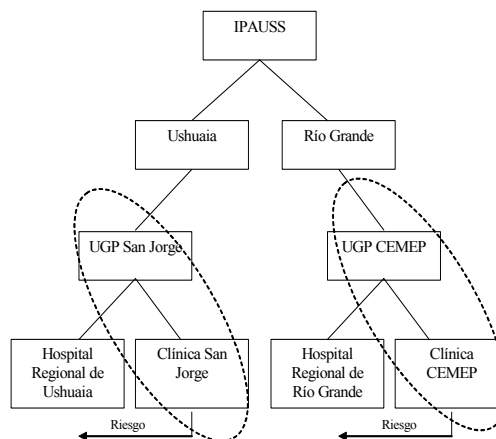 IPAUSS
Ushuaia
Río Grande
UGP San Jorge
UGP CEMEP
Hospital
Regional de
Ushuaia
Clínica San
Jorge
Hospital
Regional de
Río Grande
Clínica
CEMEP
Riesgo
Riesgo